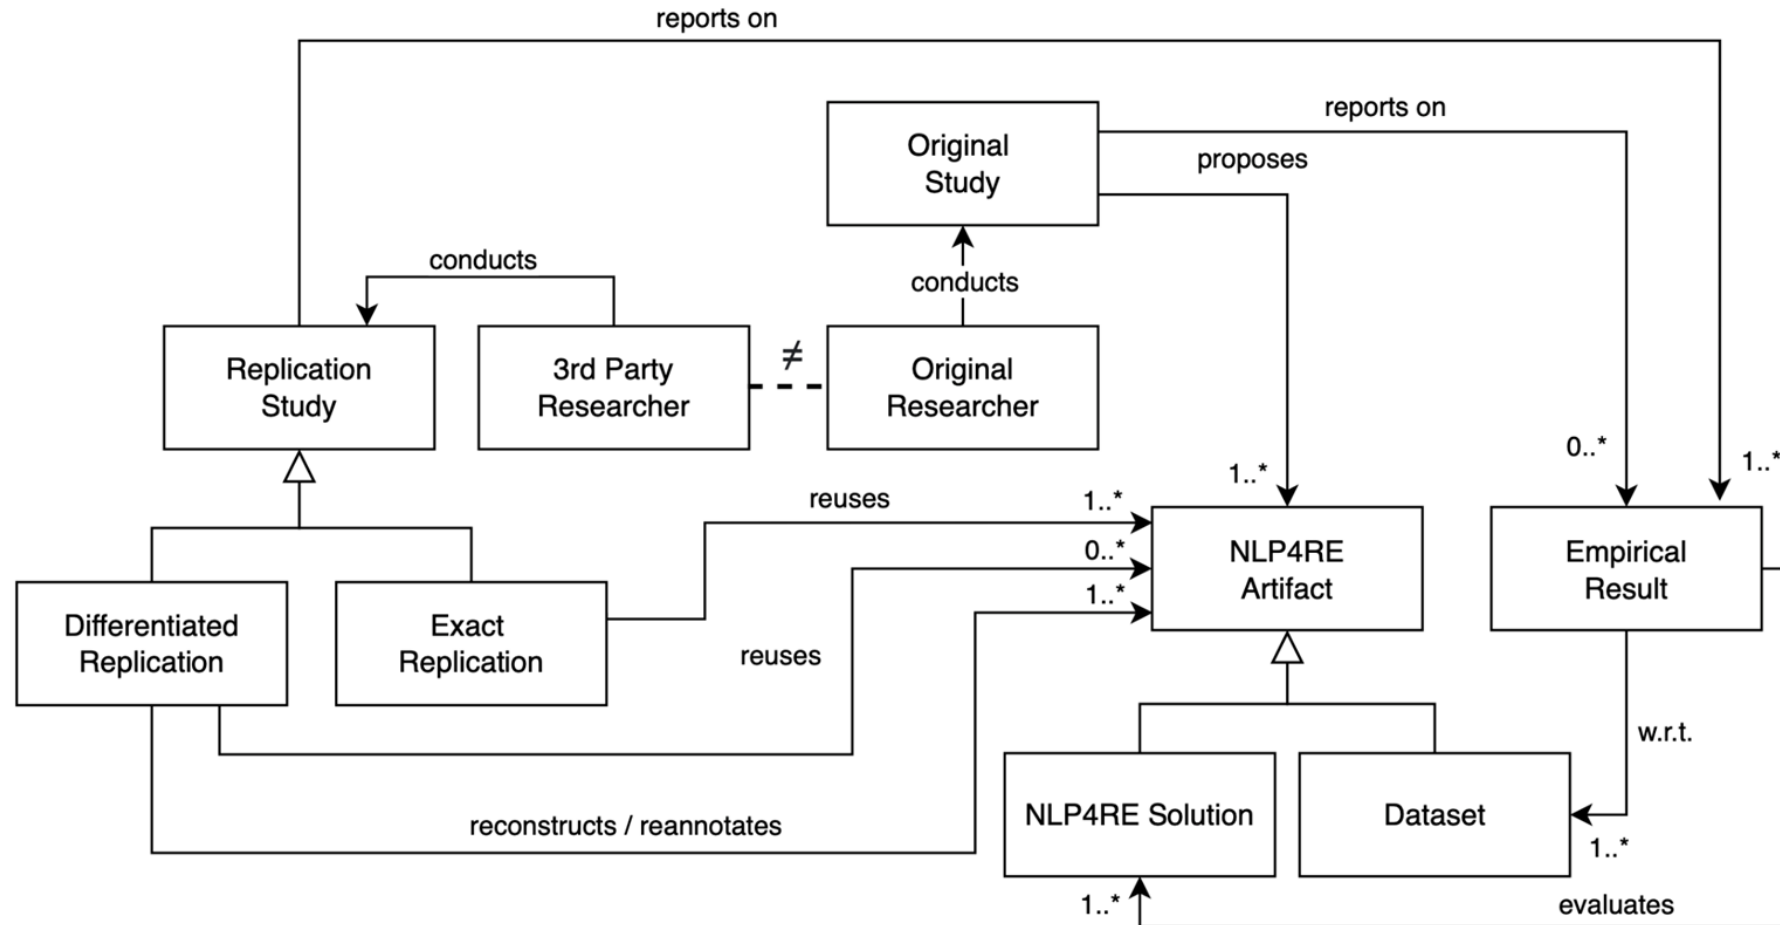 reports on
Original
Study
reports on
proposes
conducts
conducts
Replication
Study
3rd Party
Researcher
≠
Original
Researcher
0..*
1..*
1..*
reuses
1..*
0..*
1..*
NLP4RE
Artifact
Empirical
Result
Differentiated
Replication
Exact
Replication
reuses
w.r.t.
reconstructs / reannotates
NLP4RE Solution
Dataset
1..*
1..*
evaluates